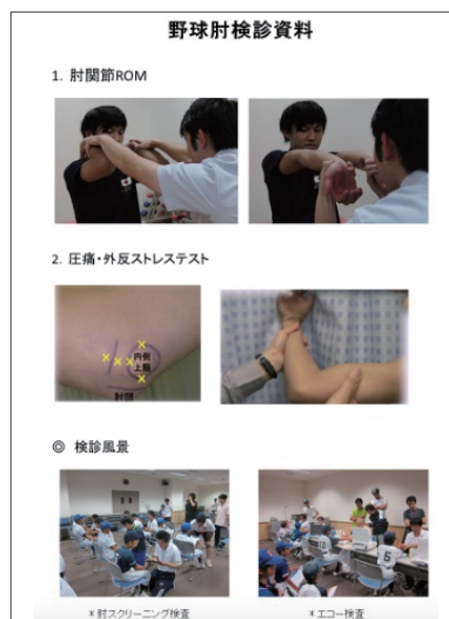 野球肘検診資料
1. 肘関節ROM
2. 圧痛・外反ストレステスト
内側
上顆
肘頭
◎ 検診風景
5
*肘スクリーニング検査
*エコー検査